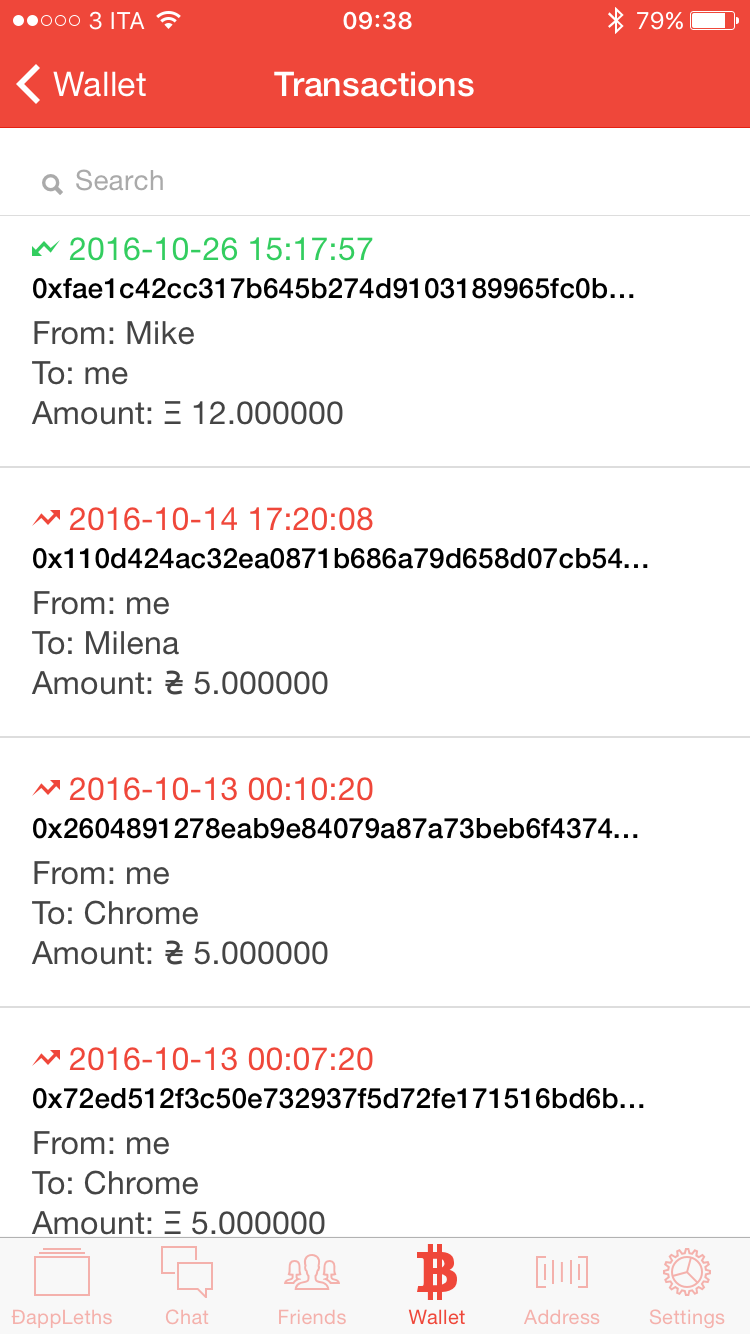 3 ITA 09:38 79%
Wallet Transactions
Search
2016-10-26 15:17:57
0xfae1c42cc317b645b274d9103189965fc0b...
From: Mike
To: me
Amount: Ξ 12.000000
2016-10-14 17:20:08
0x110d424ac32ea0871b686a79d658d07cb54...
From: me
To: Milena
Amount: ₴ 5.000000
2016-10-13 00:10:20
0x2604891278eab9e84079a87a73beb6f4374...
From: me
To: Chrome
Amount: ₴ 5.000000
2016-10-13 00:07:20
0x72ed512f3c50e732937f5d72fe171516bd6b...
From: me
To: Chrome
Amount: Ξ 5.000000
ÐappLeths Chat Friends Wallet Address Settings